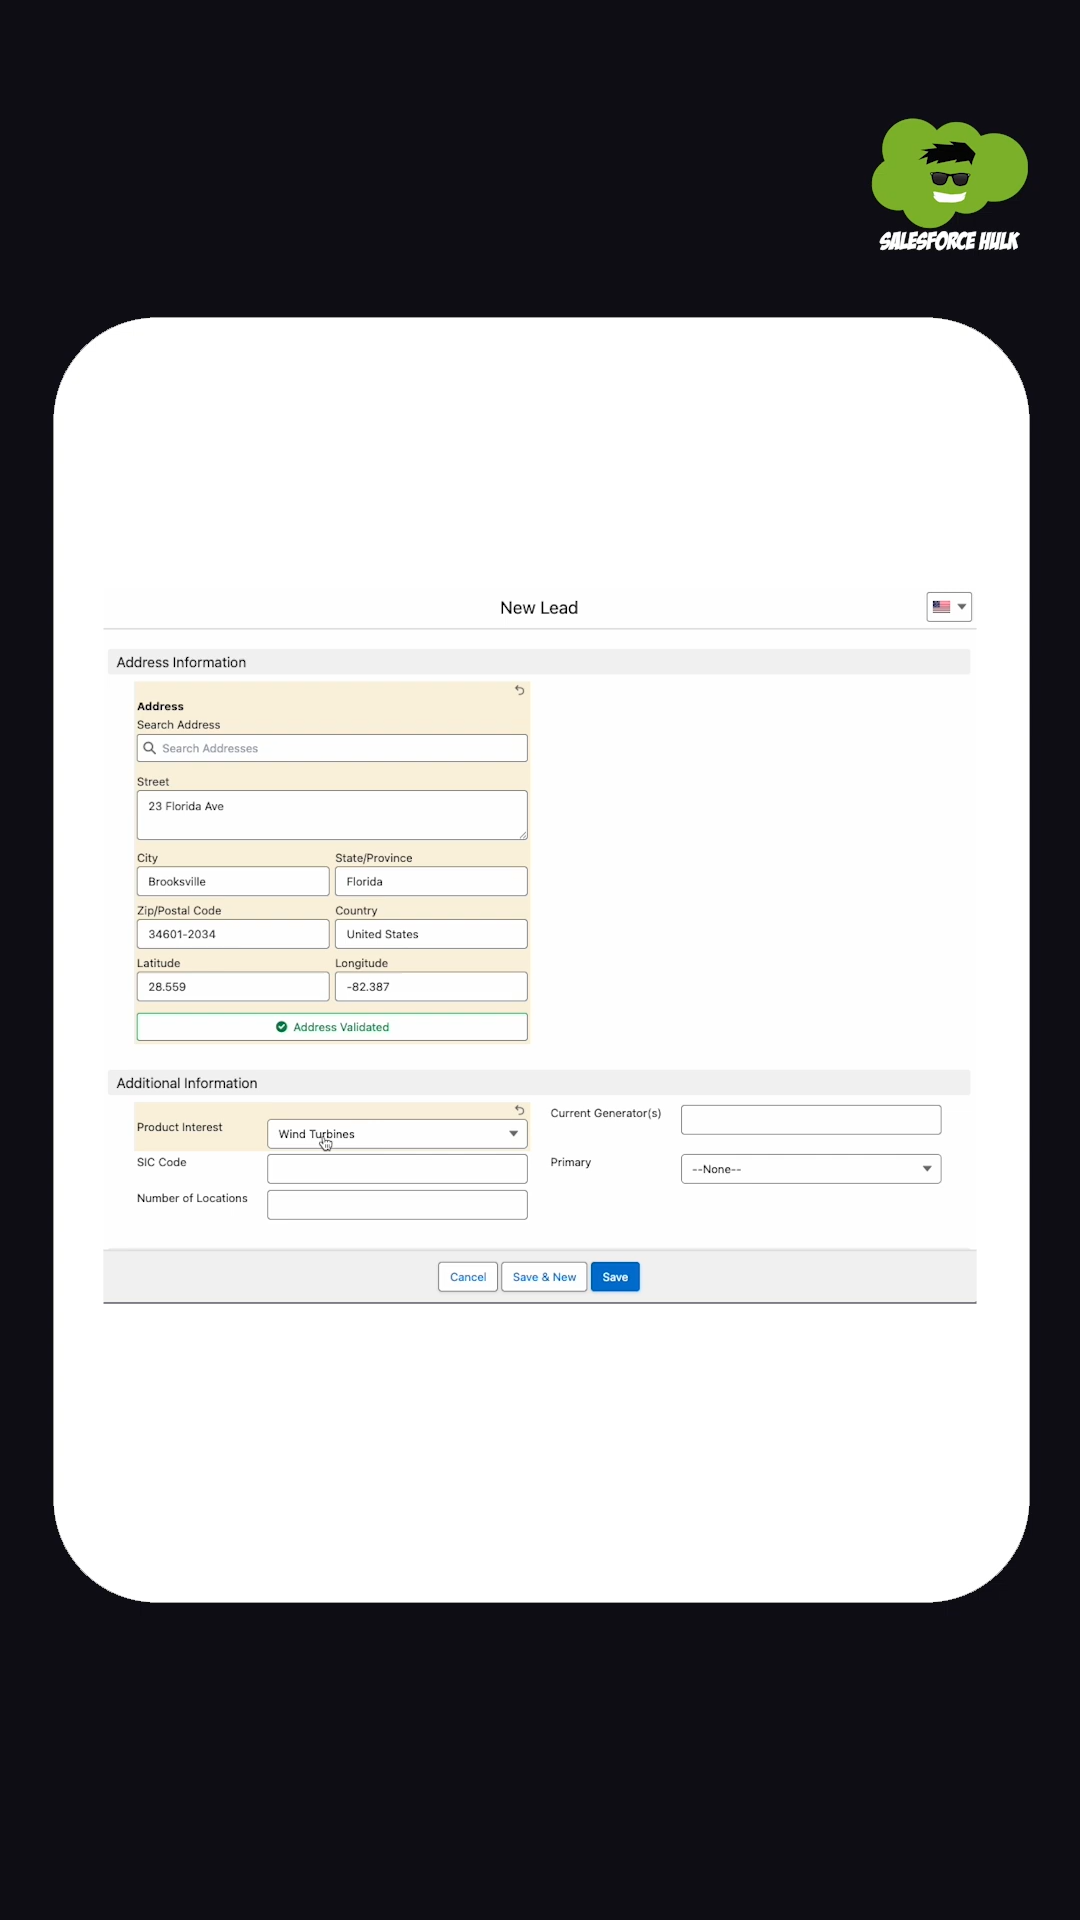 SALESFORCE HULK
New Lead
Address Information
Address
Search Address
Search Addresses
Street
23 Florida Ave
City State/Province
Brooksville Florida
Zip/Postal Code Country
34601-2034 United States
Latitude Longitude
28.559 -82.387
Address Validated
Additional Information
Product Interest Wind Turbines Current Generator(s)
SIC Code Primary --None--
Number of Locations
Cancel Save & New Save